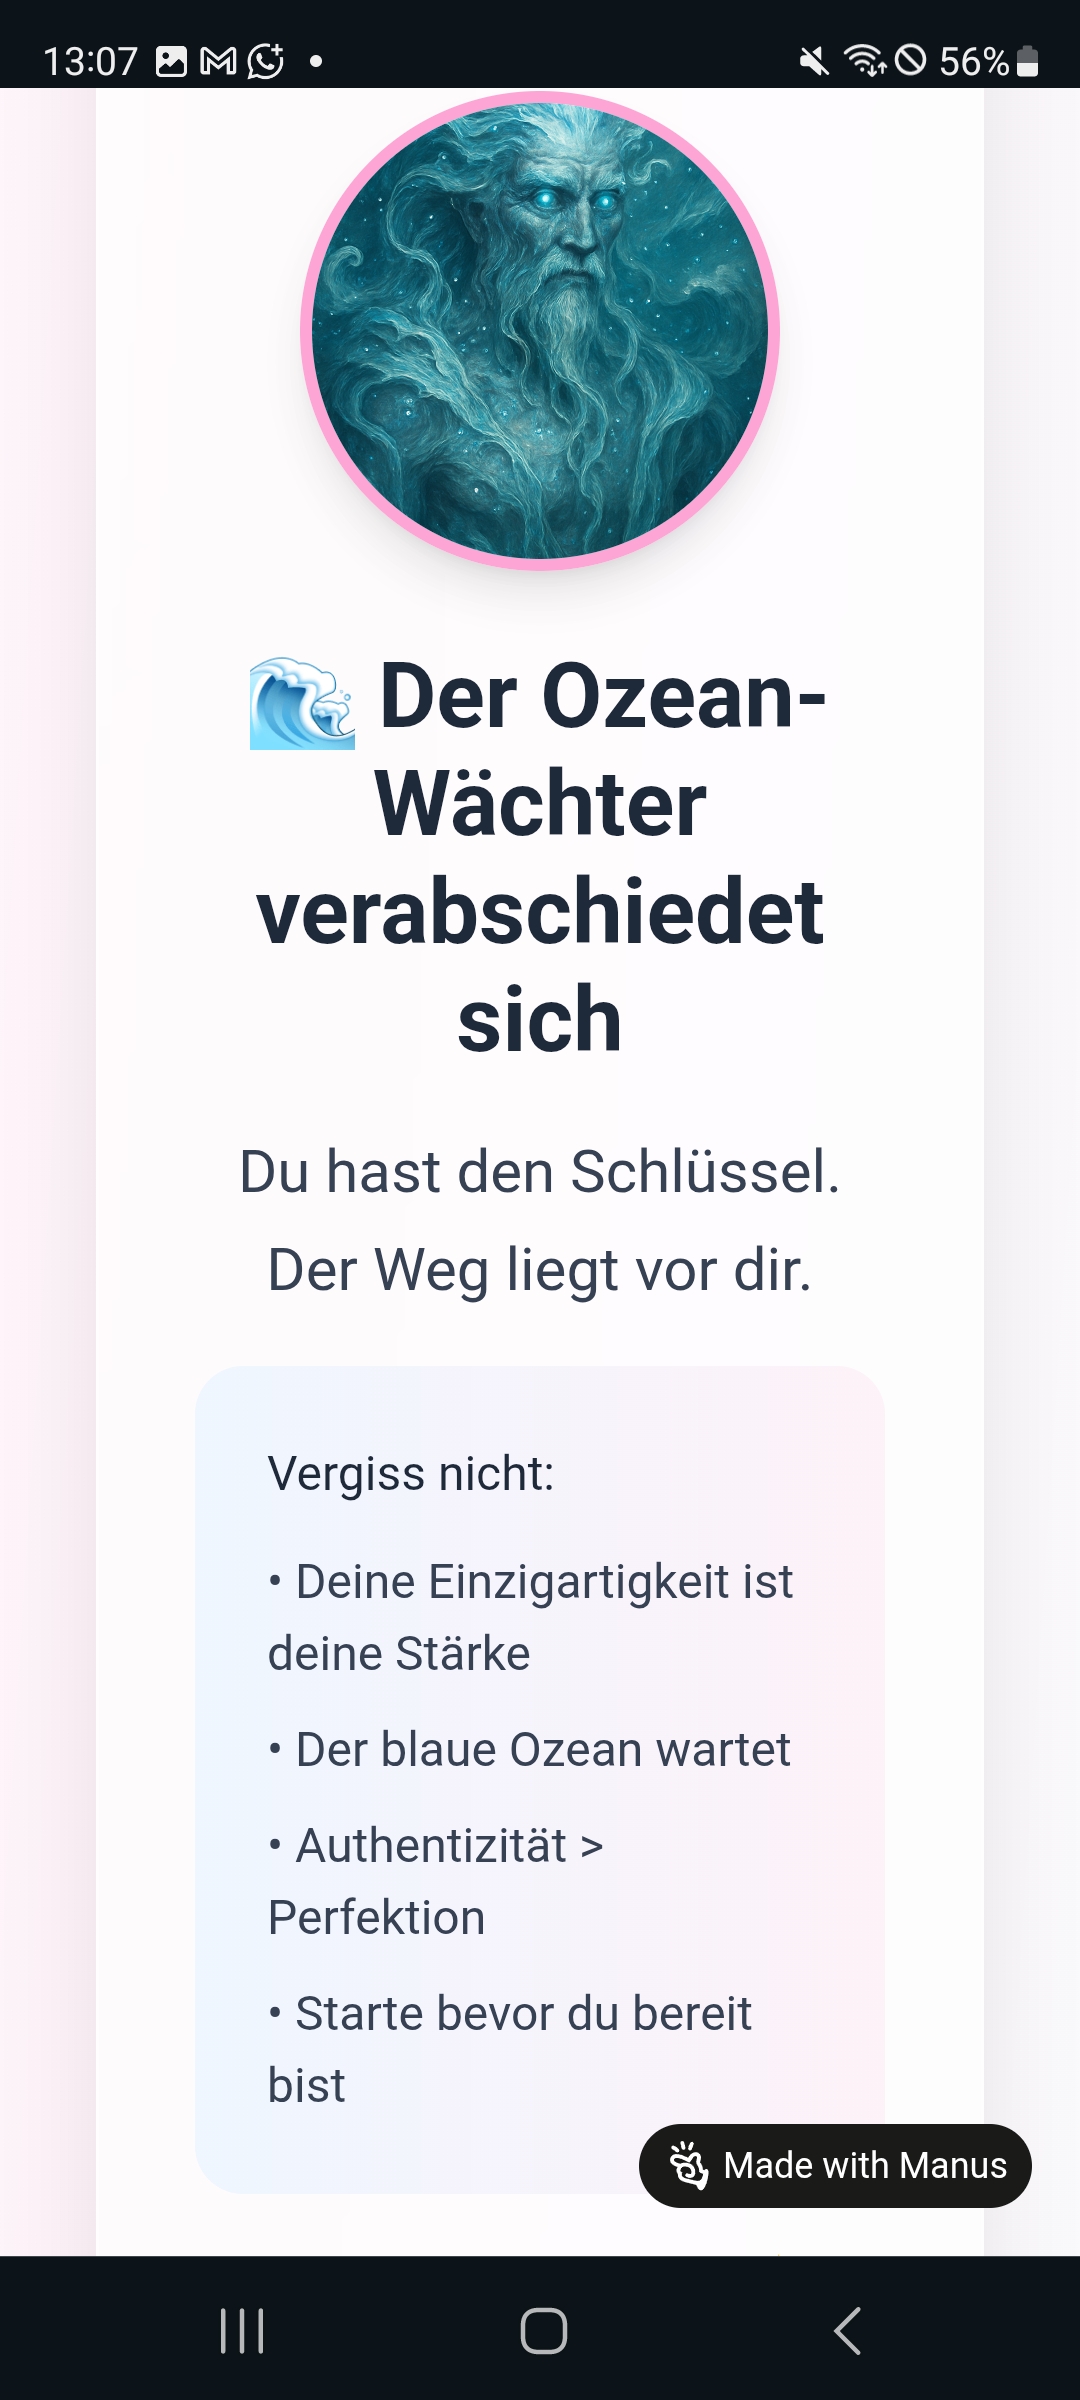 13:07 56%
🌊 Der Ozean-
Wächter
verabschiedet
sich
Du hast den Schlüssel.
Der Weg liegt vor dir.
Vergiss nicht:
• Deine Einzigartigkeit ist
deine Stärke
• Der blaue Ozean wartet
• Authentizität >
Perfektion
• Starte bevor du bereit
bist
Made with Manus